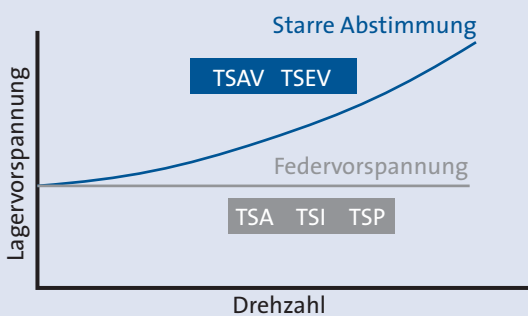 Starre Abstimmung
TSAV TSEV
Lagervorspannung
Federvorspannung
TSA TSI TSP
Drehzahl